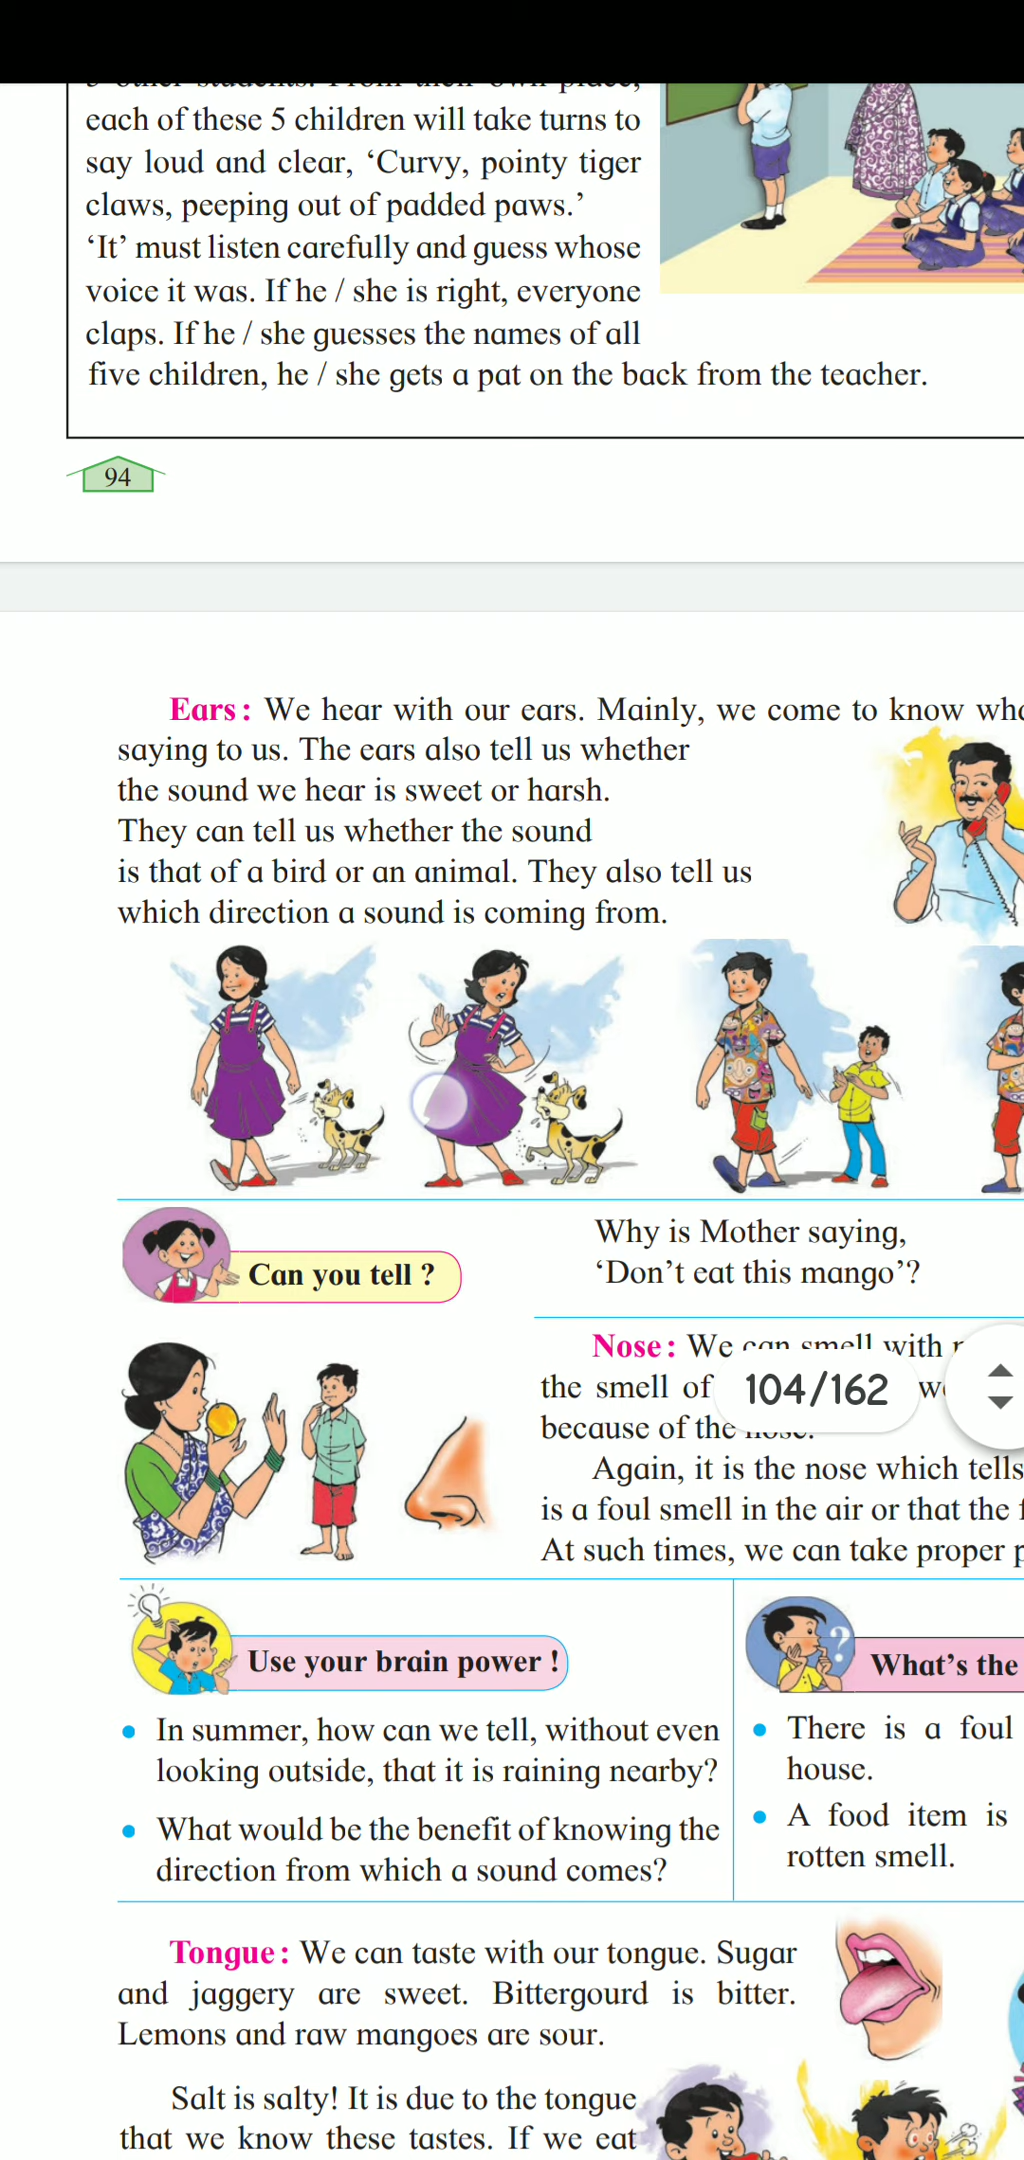 each of these 5 children will take turns to
say loud and clear, ‘Curvy, pointy tiger
claws, peeping out of padded paws.’
‘It’ must listen carefully and guess whose
voice it was. If he / she is right, everyone
claps. If he / she guesses the names of all
five children, he / she gets a pat on the back from the teacher.
94
Ears : We hear with our ears. Mainly, we come to know
saying to us. The ears also tell us whether
the sound we hear is sweet or harsh.
They can tell us whether the sound
is that of a bird or an animal. They also tell us
which direction a sound is coming from.
Can you tell ?
Why is Mother saying,
‘Don’t eat this mango’?
Nose : We can smell with
the smell of
104/162
because of the nose.
Again, it is the nose which tells
is a foul smell in the air or that the
At such times, we can take proper
Use your brain power !
In summer, how can we tell, without even
looking outside, that it is raining nearby?
What would be the benefit of knowing the
direction from which a sound comes?
?
What’s the
There is a foul
house.
A food item is
rotten smell.
Tongue : We can taste with our tongue. Sugar
and jaggery are sweet. Bittergourd is bitter.
Lemons and raw mangoes are sour.
Salt is salty! It is due to the tongue
that we know these tastes. If we eat